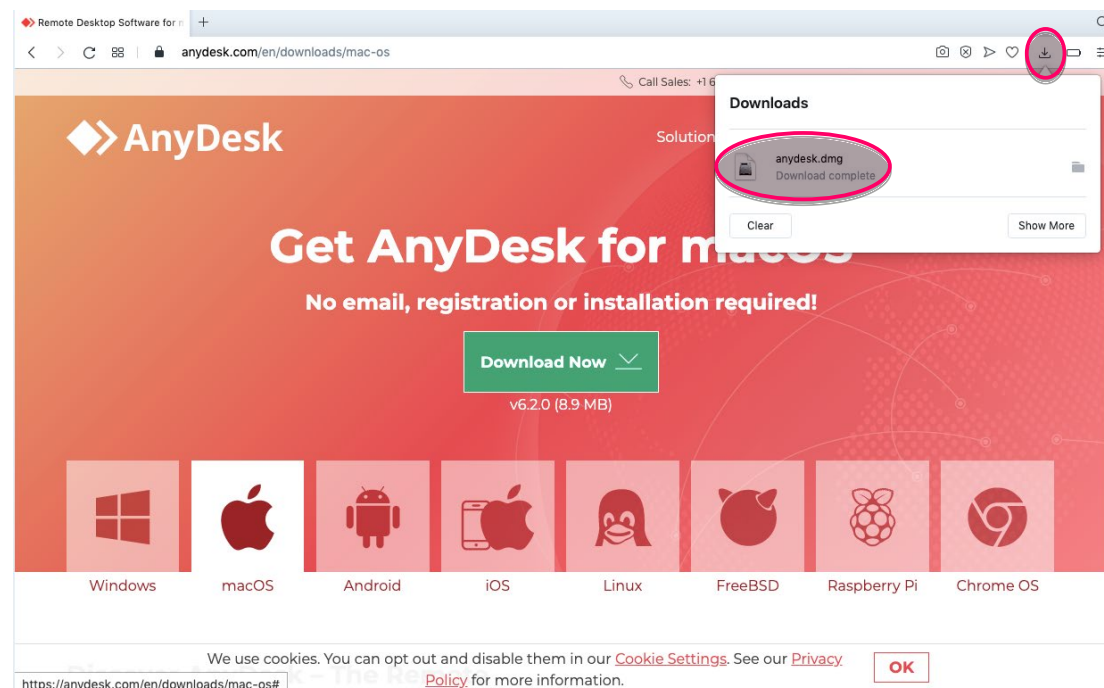 Remote Desktop Software for
anydesk.com/en/downloads/mac-os
Call Sales: +1 6
Downloads
AnyDesk
Solution
anydesk.dmg
Download complete
Clear
Show More
Get AnyDesk for macOS
No email, registration or installation required!
Download Now
v6.2.0 (8.9 MB)
Windows
macOS
Android
iOS
Linux
FreeBSD
Raspberry Pi
Chrome OS
We use cookies. You can opt out and disable them in our Cookie Settings. See our Privacy
Policy for more information.
OK
– The Re
https://anydesk.com/en/downloads/mac-os#